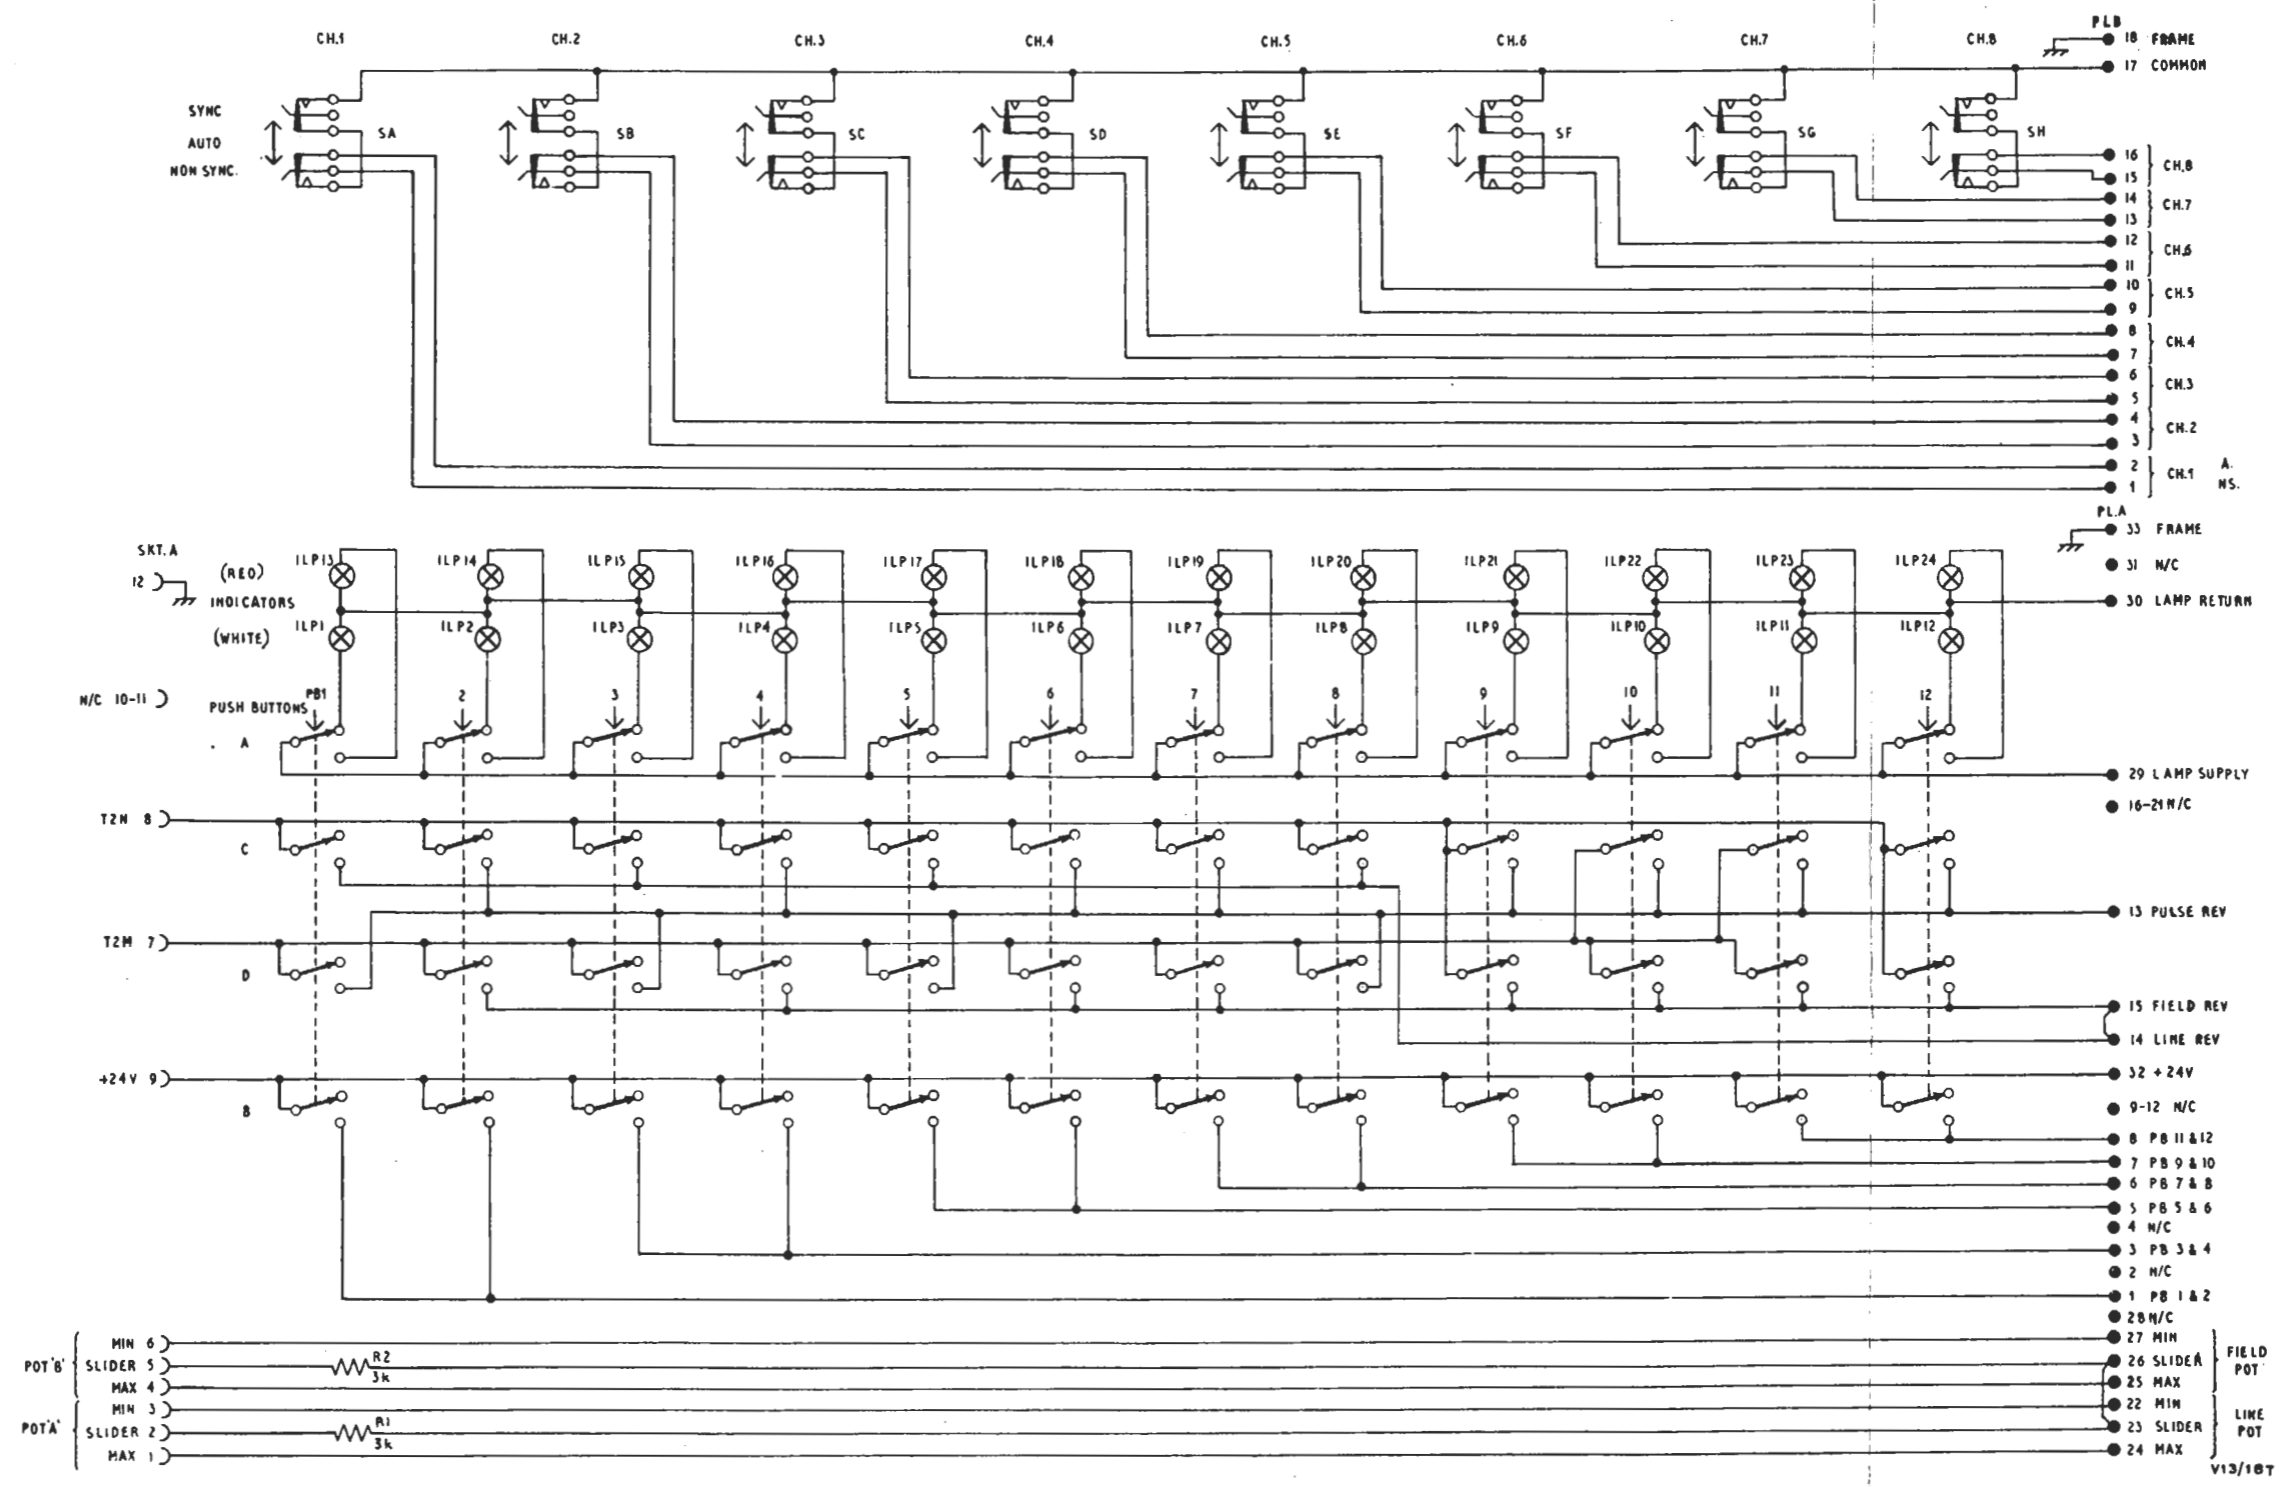 CH.1 CH.2 CH.3 CH.4 CH.5 CH.6 CH.7 CH.8
PLB
18 FRAME
17 COMMON
SYNC
AUTO
NON SYNC.
SA SB SC SD SE SF SG SH
16
15
CH.8
14
13
CH.7
12
11
CH.6
10
9
CH.5
8
7
CH.4
6
5
CH.3
4
3
CH.2
2
1
CH.1
A.
NS.
PL.A
33 FRAME
31 N/C
30 LAMP RETURN
SKT.A
12
(RED)
INDICATORS
(WHITE)
ILP13 ILP14 ILP15 ILP16 ILP17 ILP18 ILP19 ILP20 ILP21 ILP22 ILP23 ILP24
ILP1 ILP2 ILP3 ILP4 ILP5 ILP6 ILP7 ILP8 ILP9 ILP10 ILP11 ILP12
N/C 10-11
PUSH BUTTONS
PB1 2 3 4 5 6 7 8 9 10 11 12
A
29 LAMP SUPPLY
16-21 N/C
T2N 8
C
13 PULSE REV
T2M 7
D
15 FIELD REV
14 LINE REV
+24V 9
32 +24V
B
9-12 N/C
8 PB 11 & 12
7 PB 9 & 10
6 PB 7 & 8
5 PB 5 & 6
4 N/C
3 PB 3 & 4
2 N/C
1 PB 1 & 2
28 N/C
POT'B'
MIN 6
SLIDER 5
MAX 4
R2
3k
27 MIN
26 SLIDER
25 MAX
FIELD
POT
POT'A'
MIN 3
SLIDER 2
MAX 1
R1
3k
22 MIN
23 SLIDER
24 MAX
LINE
POT
V13/18T